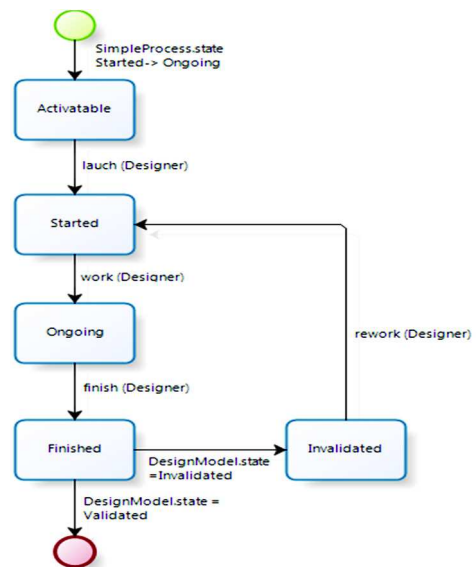 SimpleProcess.state
Started-> Ongoing
Activatable
lauch (Designer)
Started
work (Designer)
Ongoing
rework (Designer)
finish (Designer)
Finished
Invalidated
DesignModel.state
=Invalidated
DesignModel.state =
Validated